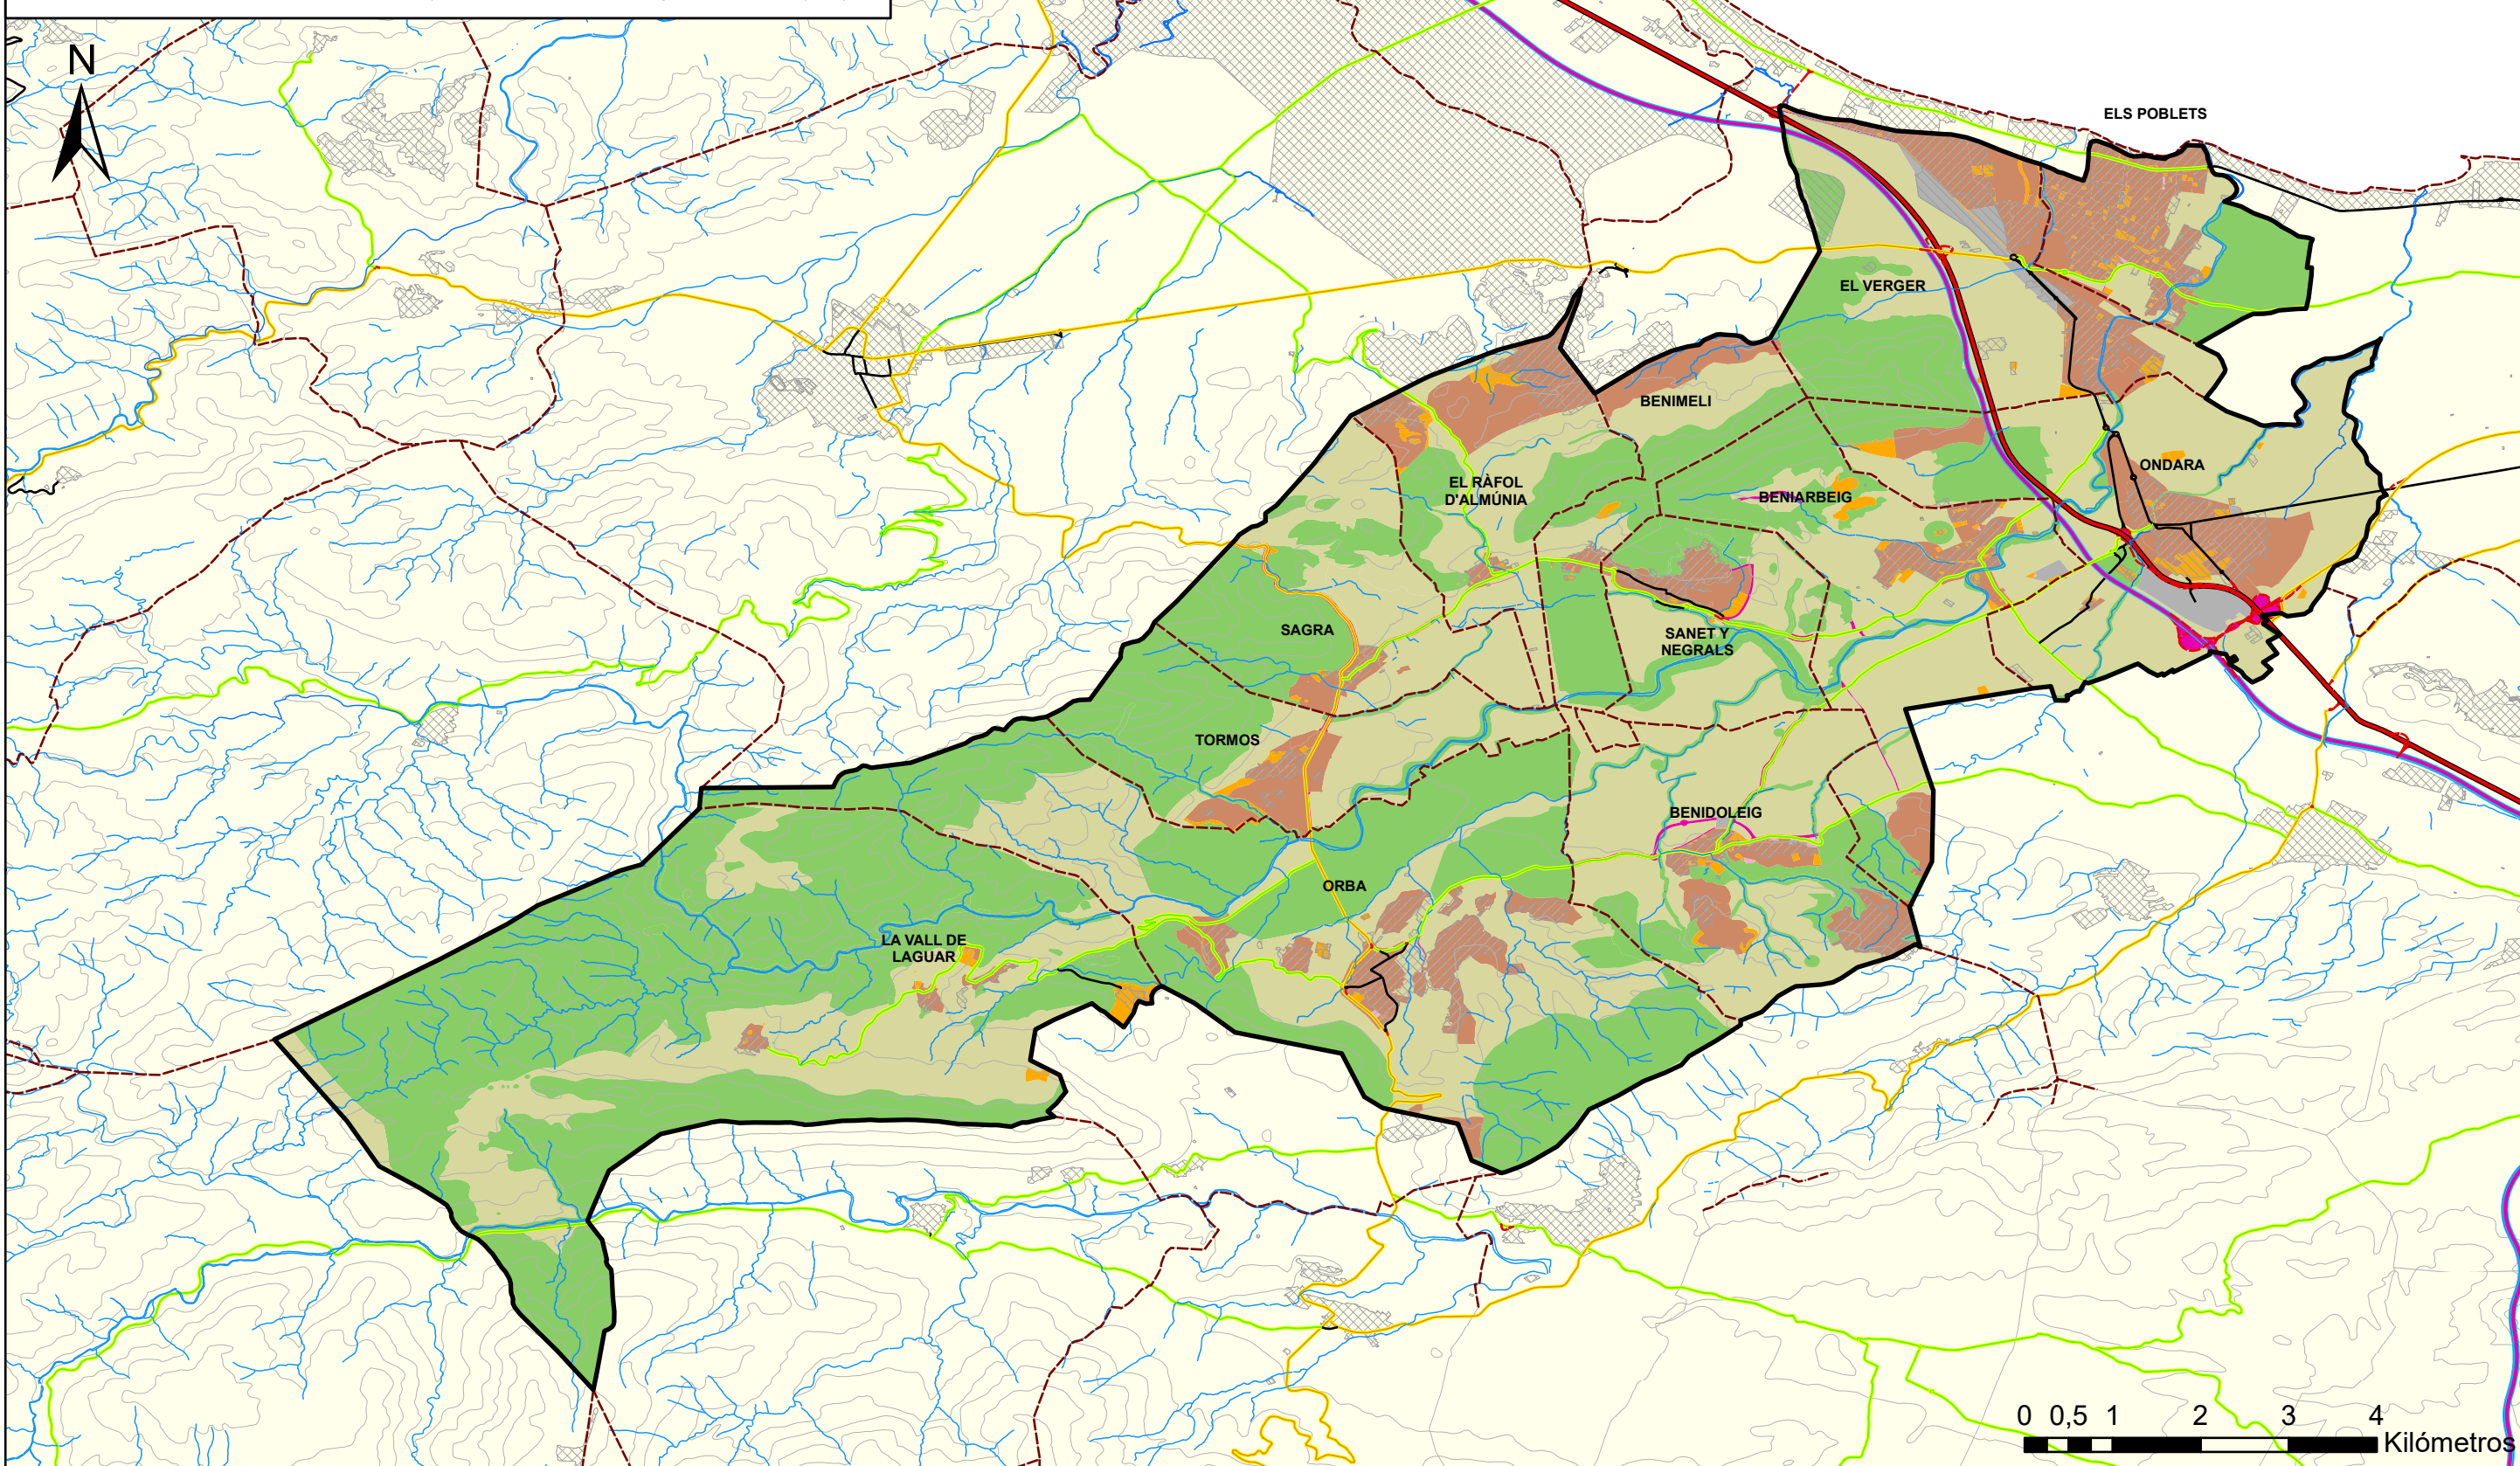 N
ELS POBLETS
EL VERGER
BENIMELI
ONDARA
EL RÀFOL
D'ALMÚNIA
BENIARBEIG
SAGRA
SANET Y
NEGRALS
TORMOS
BENIDOLEIG
ORBA
LA VALL DE
LAGUAR
0 0,5 1 2 3 4
Kilómetros